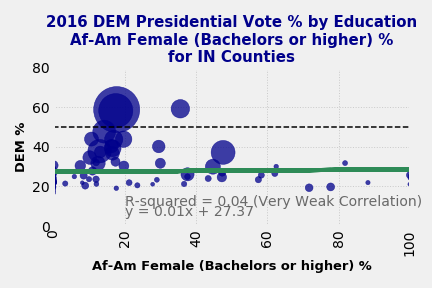 2016 DEM Presidential Vote % by Education
Af-Am Female (Bachelors or higher) %
for IN Counties
80
60
40
20
0
DEM %
R-squared = 0.04 (Very Weak Correlation)
y = 0.01x + 27.37
0
20
40
60
80
100
Af-Am Female (Bachelors or higher) %